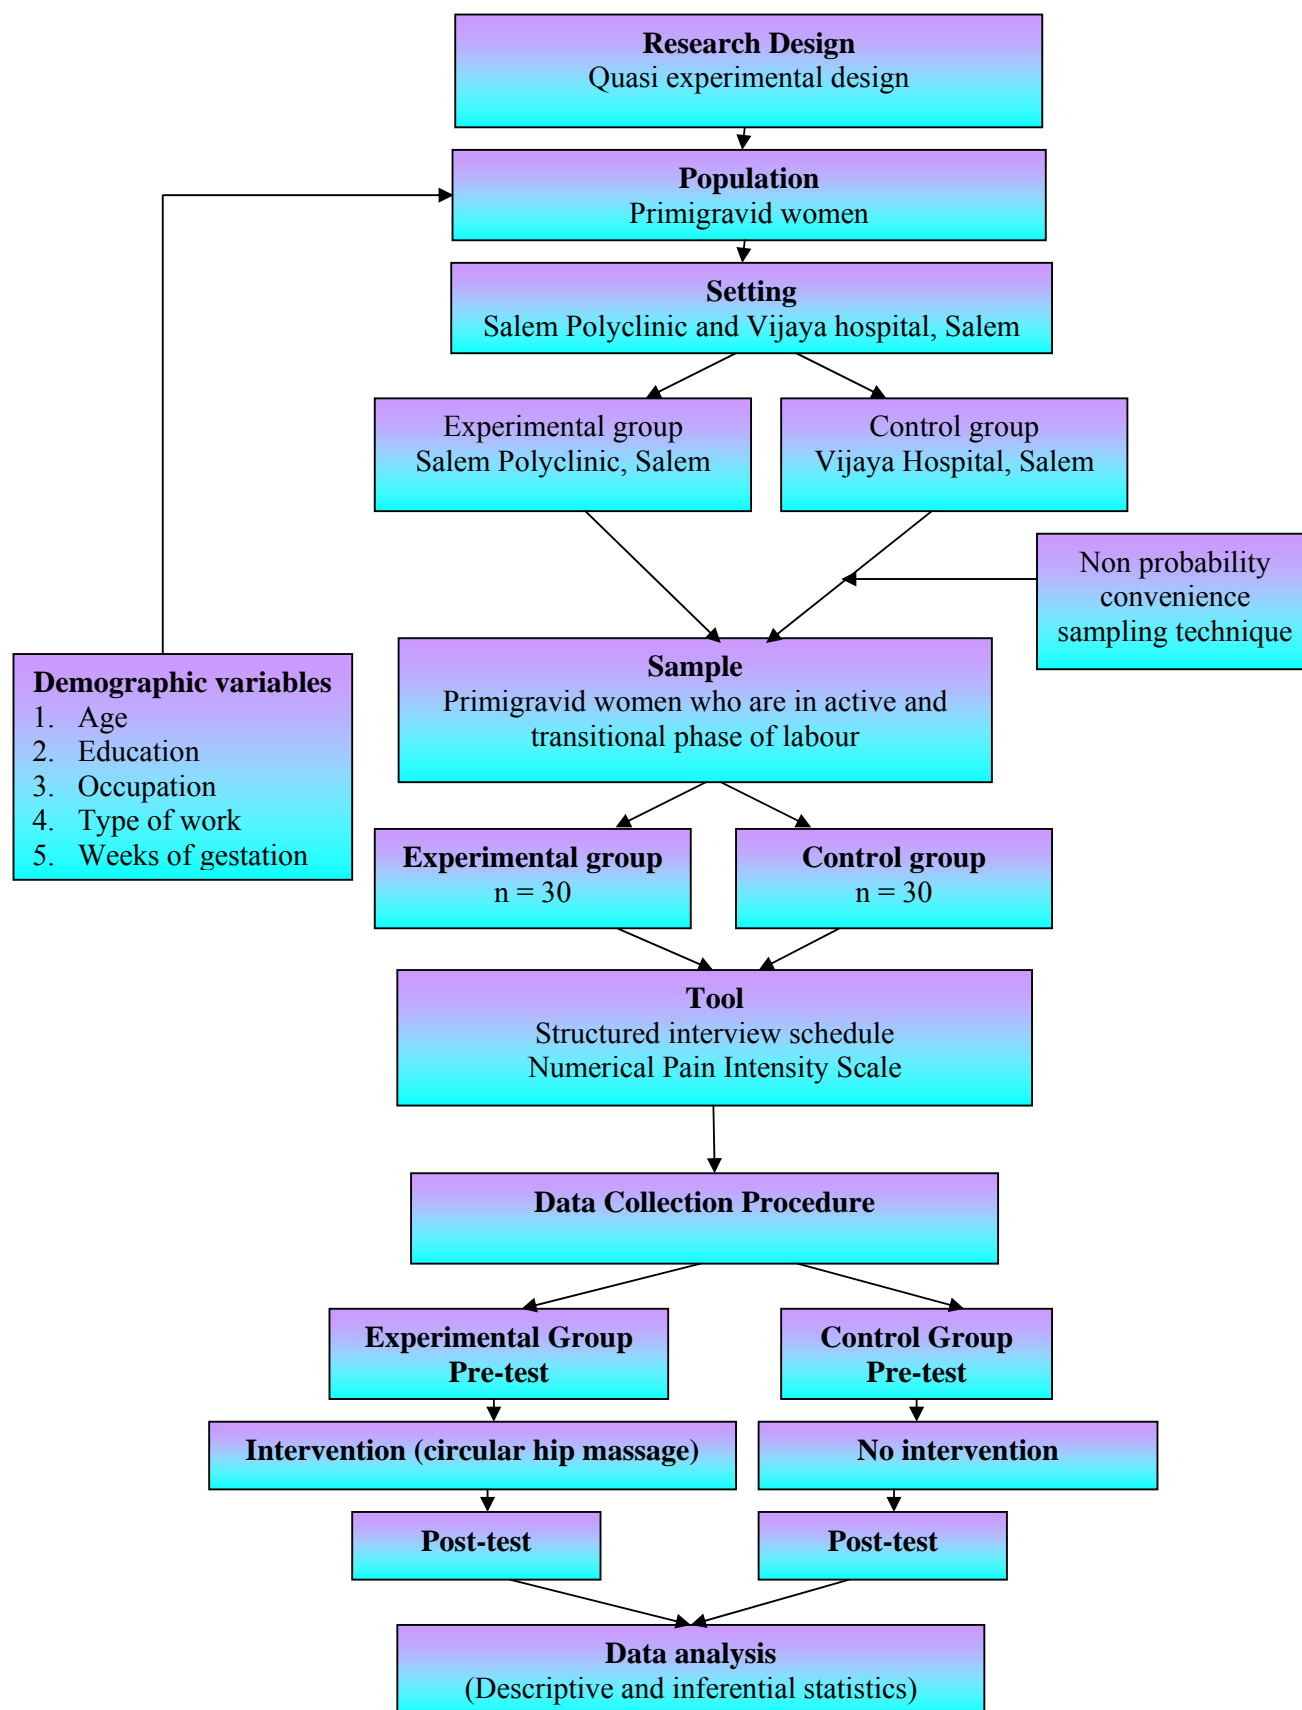 Research Design
Quasi experimental design
Population
Primigravid women
Setting
Salem Polyclinic and Vijaya hospital, Salem
Experimental group
Salem Polyclinic, Salem
Control group
Vijaya Hospital, Salem
Non probability
convenience
sampling technique
Demographic variables
1. Age
2. Education
3. Occupation
4. Type of work
5. Weeks of gestation
Sample
Primigravid women who are in active and
transitional phase of labour
Experimental group
n = 30
Control group
n = 30
Tool
Structured interview schedule
Numerical Pain Intensity Scale
Data Collection Procedure
Experimental Group
Pre-test
Control Group
Pre-test
Intervention (circular hip massage)
No intervention
Post-test
Post-test
Data analysis
(Descriptive and inferential statistics)